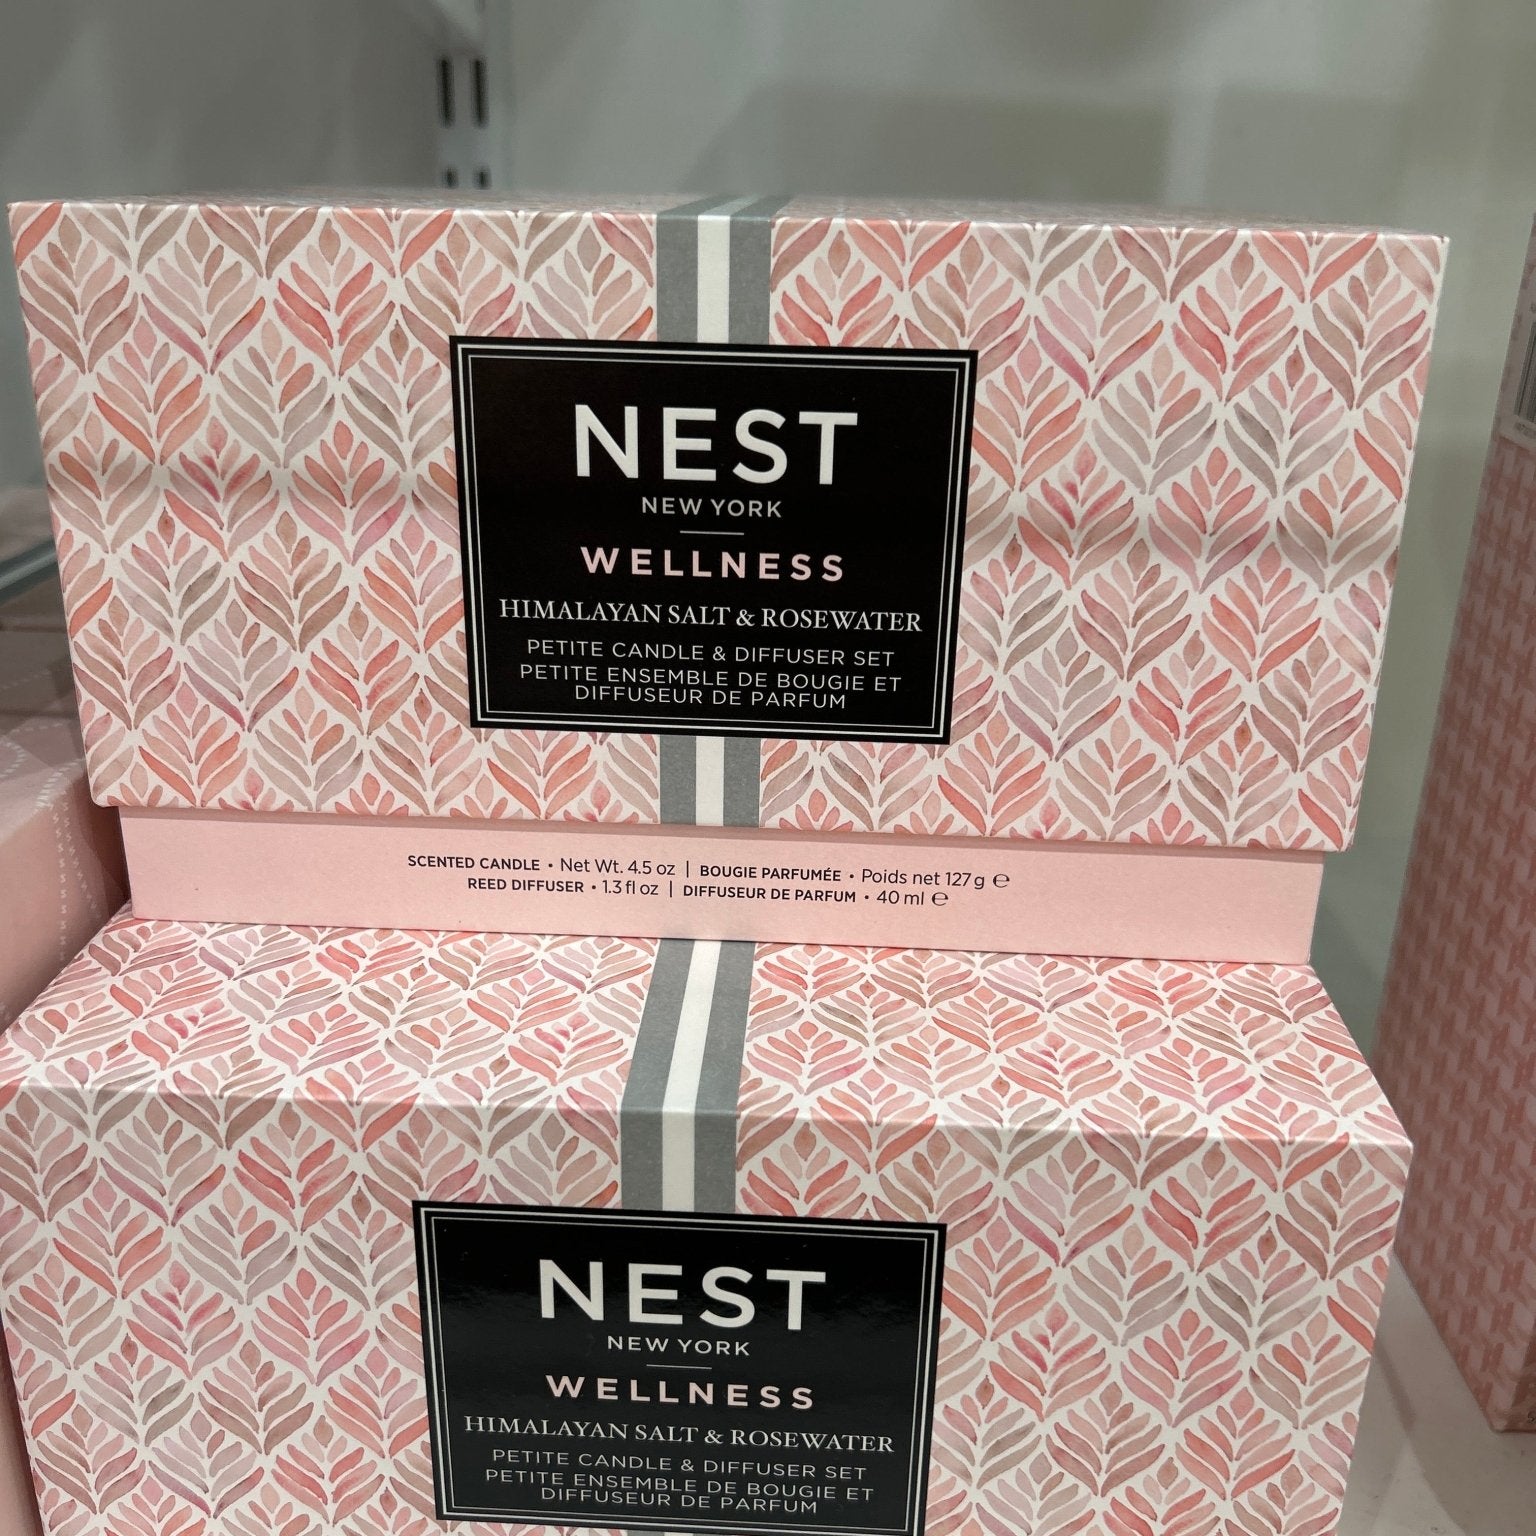 NEST
NEW YORK
WELLNESS
HIMALAYAN SALT & ROSEWATER
PETITE CANDLE & DIFFUSER SET
PETITE ENSEMBLE DE BOUGIE ET
DIFFUSEUR DE PARFUM
SCENTED CANDLE • Net Wt. 4.5 oz | BOUGIE PARFUMÉE • Poids net 127 g ℮
REED DIFFUSER • 1.3 fl oz | DIFFUSEUR DE PARFUM • 40 ml ℮
NEST
NEW YORK
WELLNESS
HIMALAYAN SALT & ROSEWATER
PETITE CANDLE & DIFFUSER SET
PETITE ENSEMBLE DE BOUGIE ET
DIFFUSEUR DE PARFUM